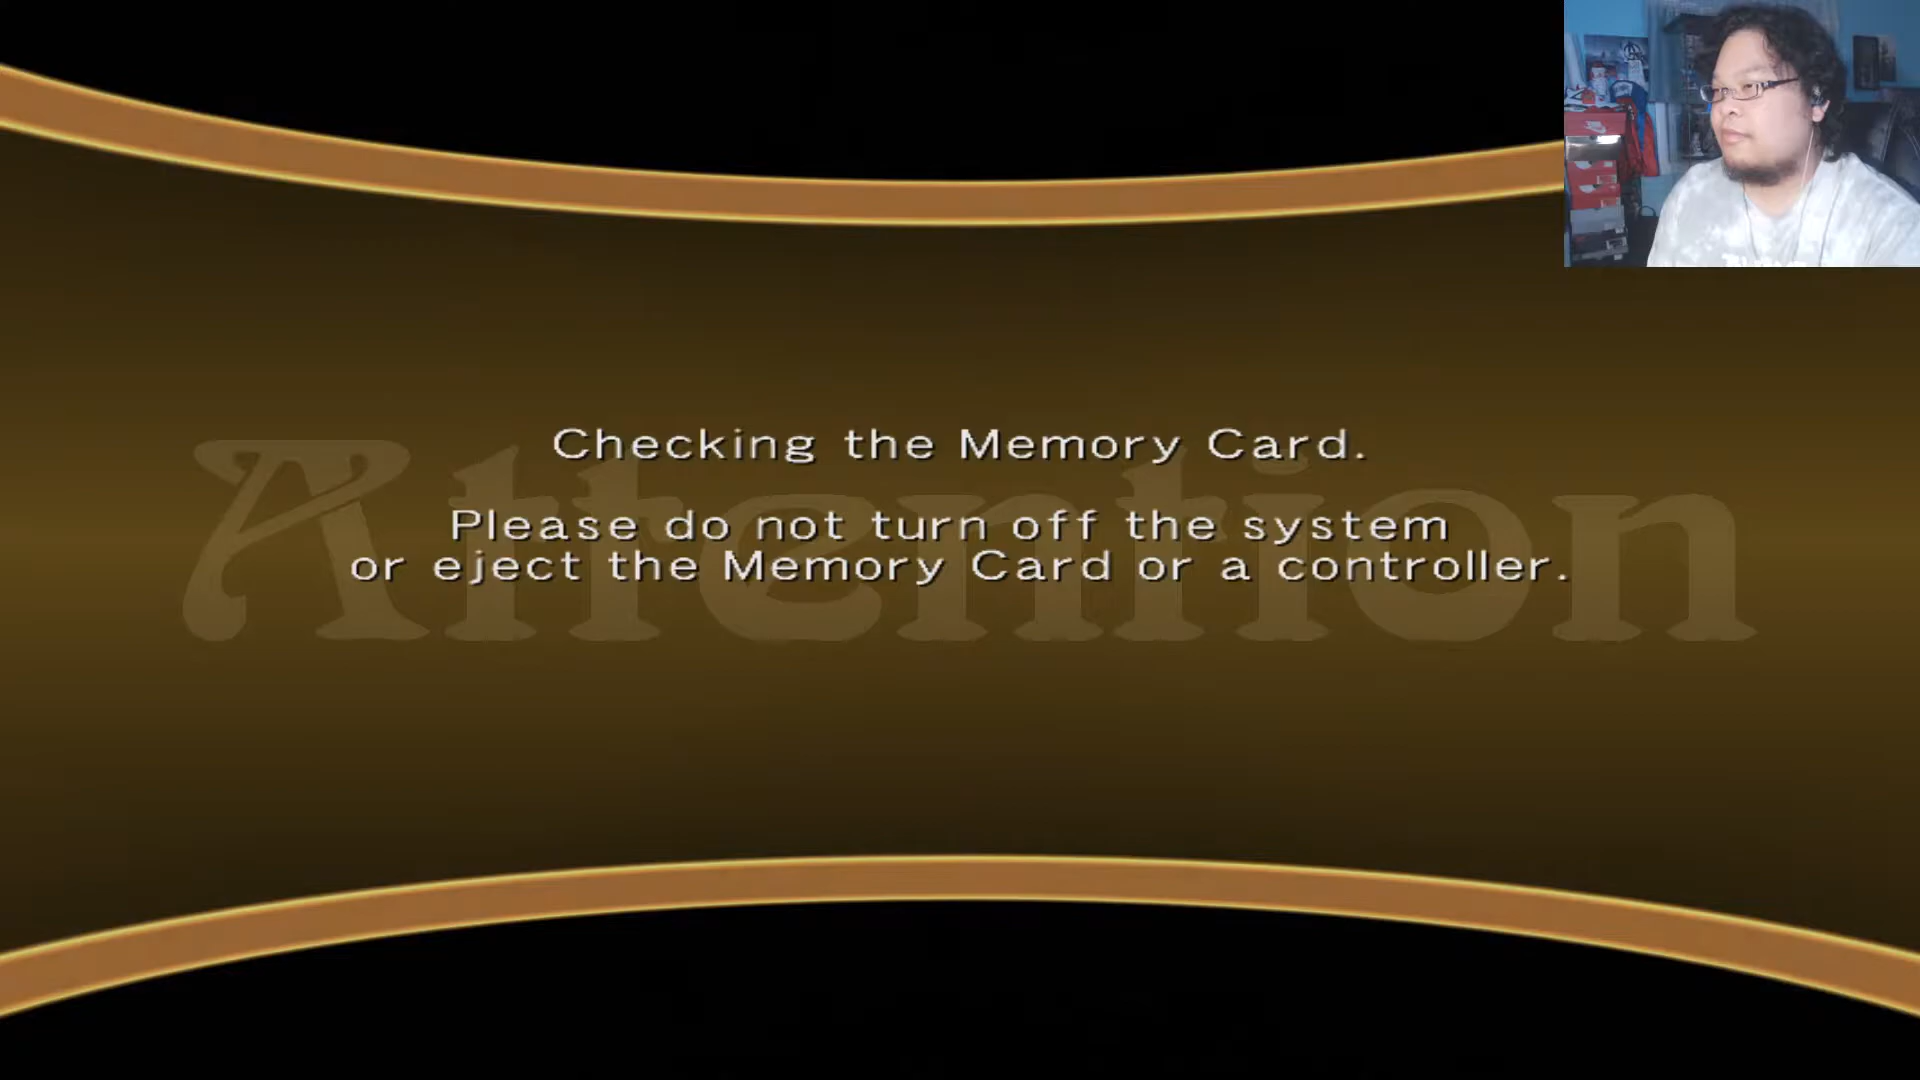 Checking the Memory Card.
Attention
Please do not turn off the system
or eject the Memory Card or a controller.